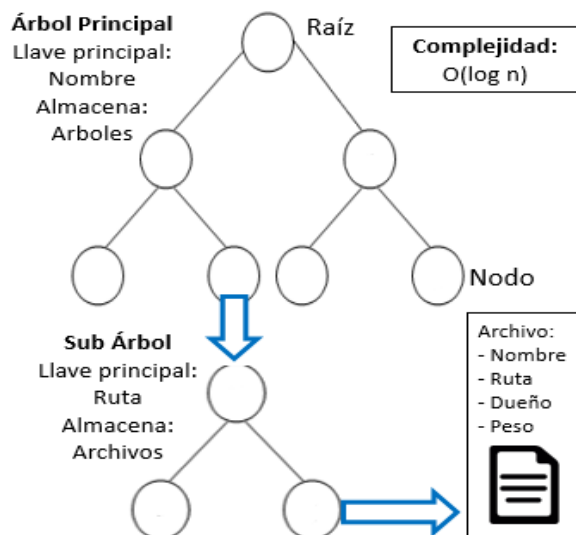 Árbol Principal
Llave principal:
Nombre
Almacena:
Arboles
Raíz
Complejidad:
O(log n)
Nodo
Sub Árbol
Llave principal:
Ruta
Almacena:
Archivos
Archivo:
- Nombre
- Ruta
- Dueño
- Peso